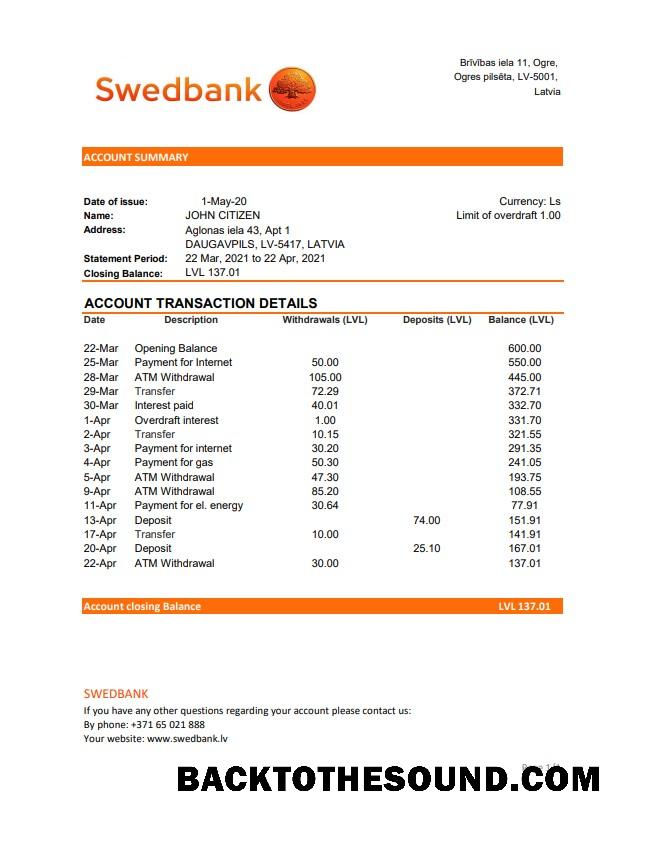 Brīvības iela 11, Ogre,
Ogres pilsēta, LV-5001,
Latvia
Swedbank
ACCOUNT SUMMARY
Date of issue: 1-May-20 Currency: Ls
Name: JOHN CITIZEN Limit of overdraft 1.00
Address: Aglonas iela 43, Apt 1
DAUGAVPILS, LV-5417, LATVIA
Statement Period: 22 Mar, 2021 to 22 Apr, 2021
Closing Balance: LVL 137.01
ACCOUNT TRANSACTION DETAILS
Date Description Withdrawals (LVL) Deposits (LVL) Balance (LVL)
22-Mar Opening Balance 600.00
25-Mar Payment for Internet 50.00 550.00
28-Mar ATM Withdrawal 105.00 445.00
29-Mar Transfer 72.29 372.71
30-Mar Interest paid 40.01 332.70
1-Apr Overdraft interest 1.00 331.70
2-Apr Transfer 10.15 321.55
3-Apr Payment for internet 30.20 291.35
4-Apr Payment for gas 50.30 241.05
5-Apr ATM Withdrawal 47.30 193.75
9-Apr ATM Withdrawal 85.20 108.55
11-Apr Payment for el. energy 30.64 77.91
13-Apr Deposit 74.00 151.91
17-Apr Transfer 10.00 141.91
20-Apr Deposit 25.10 167.01
22-Apr ATM Withdrawal 30.00 137.01
Account closing Balance LVL 137.01
SWEDBANK
If you have any other questions regarding your account please contact us:
By phone: +371 65 021 888
Your website: www.swedbank.lv
BACKTOTHESOUND.COM